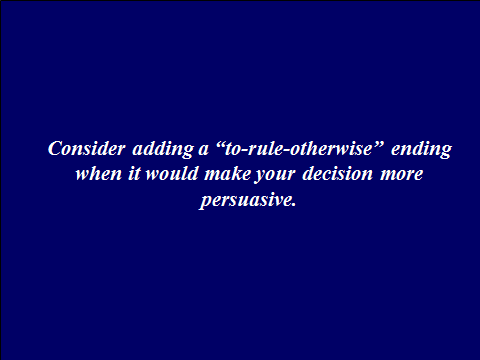 Consider adding a “to-rule-otherwise” ending
when it would make your decision more
persuasive.